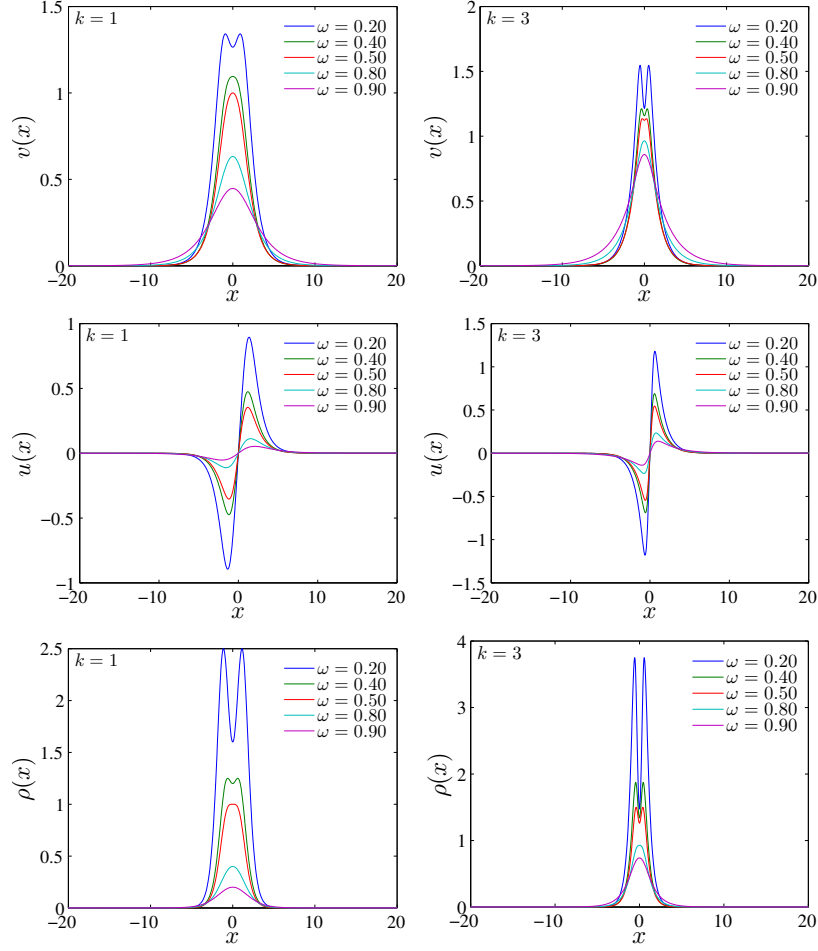 k = 1
ω = 0.20
ω = 0.40
ω = 0.50
ω = 0.80
ω = 0.90
1.5
1
0.5
0
−20
−10
0
10
20
v(x)
x
k = 3
ω = 0.20
ω = 0.40
ω = 0.50
ω = 0.80
ω = 0.90
2
1.5
1
0.5
0
−20
−10
0
10
20
v(x)
x
k = 1
ω = 0.20
ω = 0.40
ω = 0.50
ω = 0.80
ω = 0.90
1
0.5
0
−0.5
−1
−20
−10
0
10
20
u(x)
x
k = 3
ω = 0.20
ω = 0.40
ω = 0.50
ω = 0.80
ω = 0.90
1.5
1
0.5
0
−0.5
−1
−1.5
−20
−10
0
10
20
u(x)
x
k = 1
ω = 0.20
ω = 0.40
ω = 0.50
ω = 0.80
ω = 0.90
2.5
2
1.5
1
0.5
0
−20
−10
0
10
20
ρ(x)
x
k = 3
ω = 0.20
ω = 0.40
ω = 0.50
ω = 0.80
ω = 0.90
4
3
2
1
0
−20
−10
0
10
20
ρ(x)
x